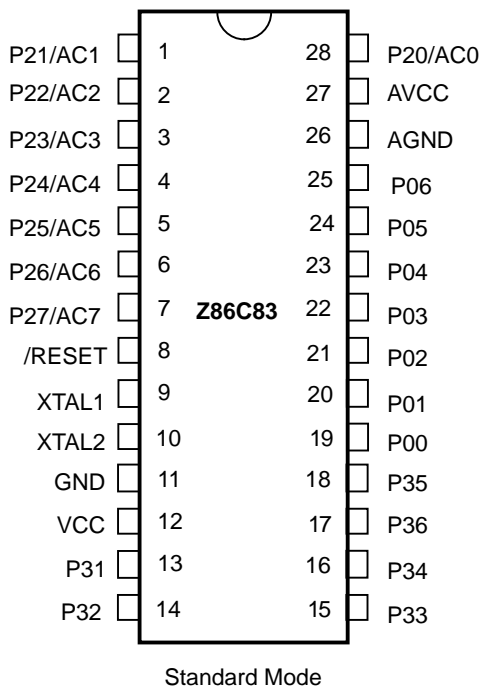 P21/AC1 1 28 P20/AC0
P22/AC2 2 27 AVCC
P23/AC3 3 26 AGND
P24/AC4 4 25 P06
P25/AC5 5 24 P05
P26/AC6 6 23 P04
P27/AC7 7 Z86C83 22 P03
/RESET 8 21 P02
XTAL1 9 20 P01
XTAL2 10 19 P00
GND 11 18 P35
VCC 12 17 P36
P31 13 16 P34
P32 14 15 P33
Standard Mode